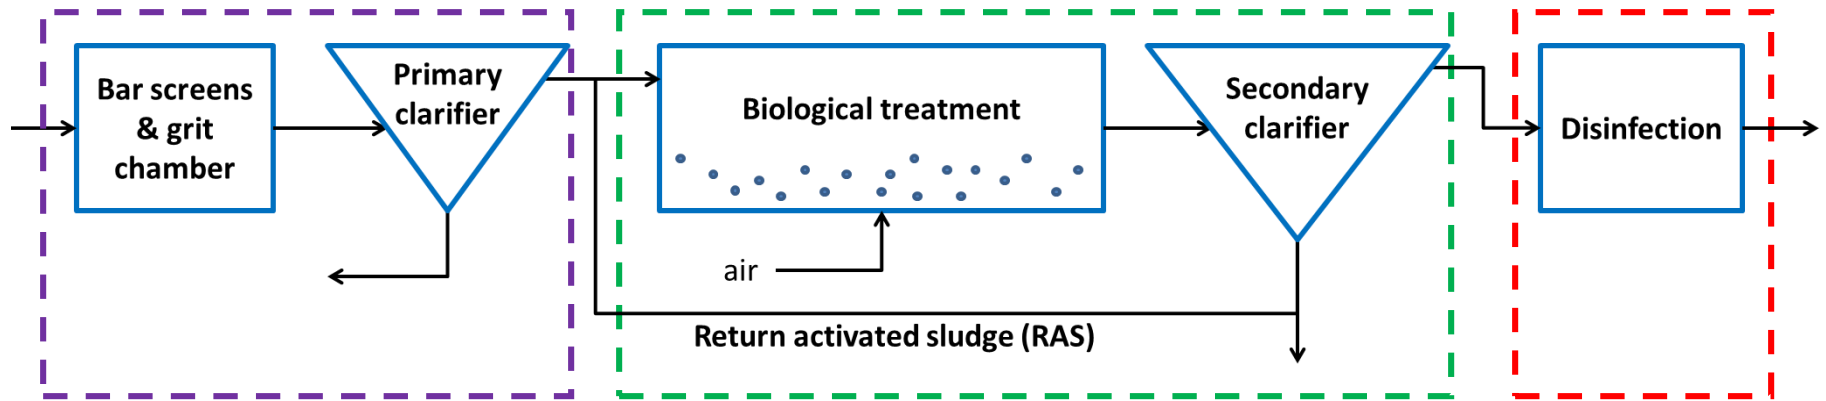 Bar screens
& grit
chamber
Primary
clarifier
Biological treatment
air
Return activated sludge (RAS)
Secondary
clarifier
Disinfection